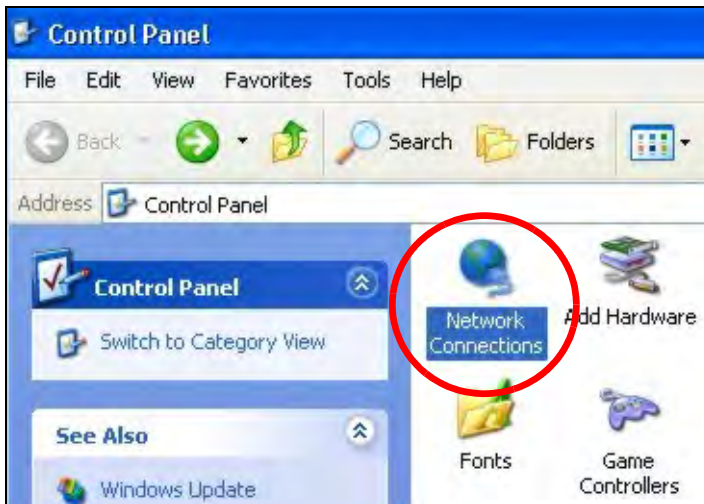 Control Panel
File Edit View Favorites Tools Help
Back Search Folders
Address Control Panel
Control Panel
Switch to Category View
Network
Connections
Add Hardware
See Also
Windows Update
Fonts
Game
Controllers